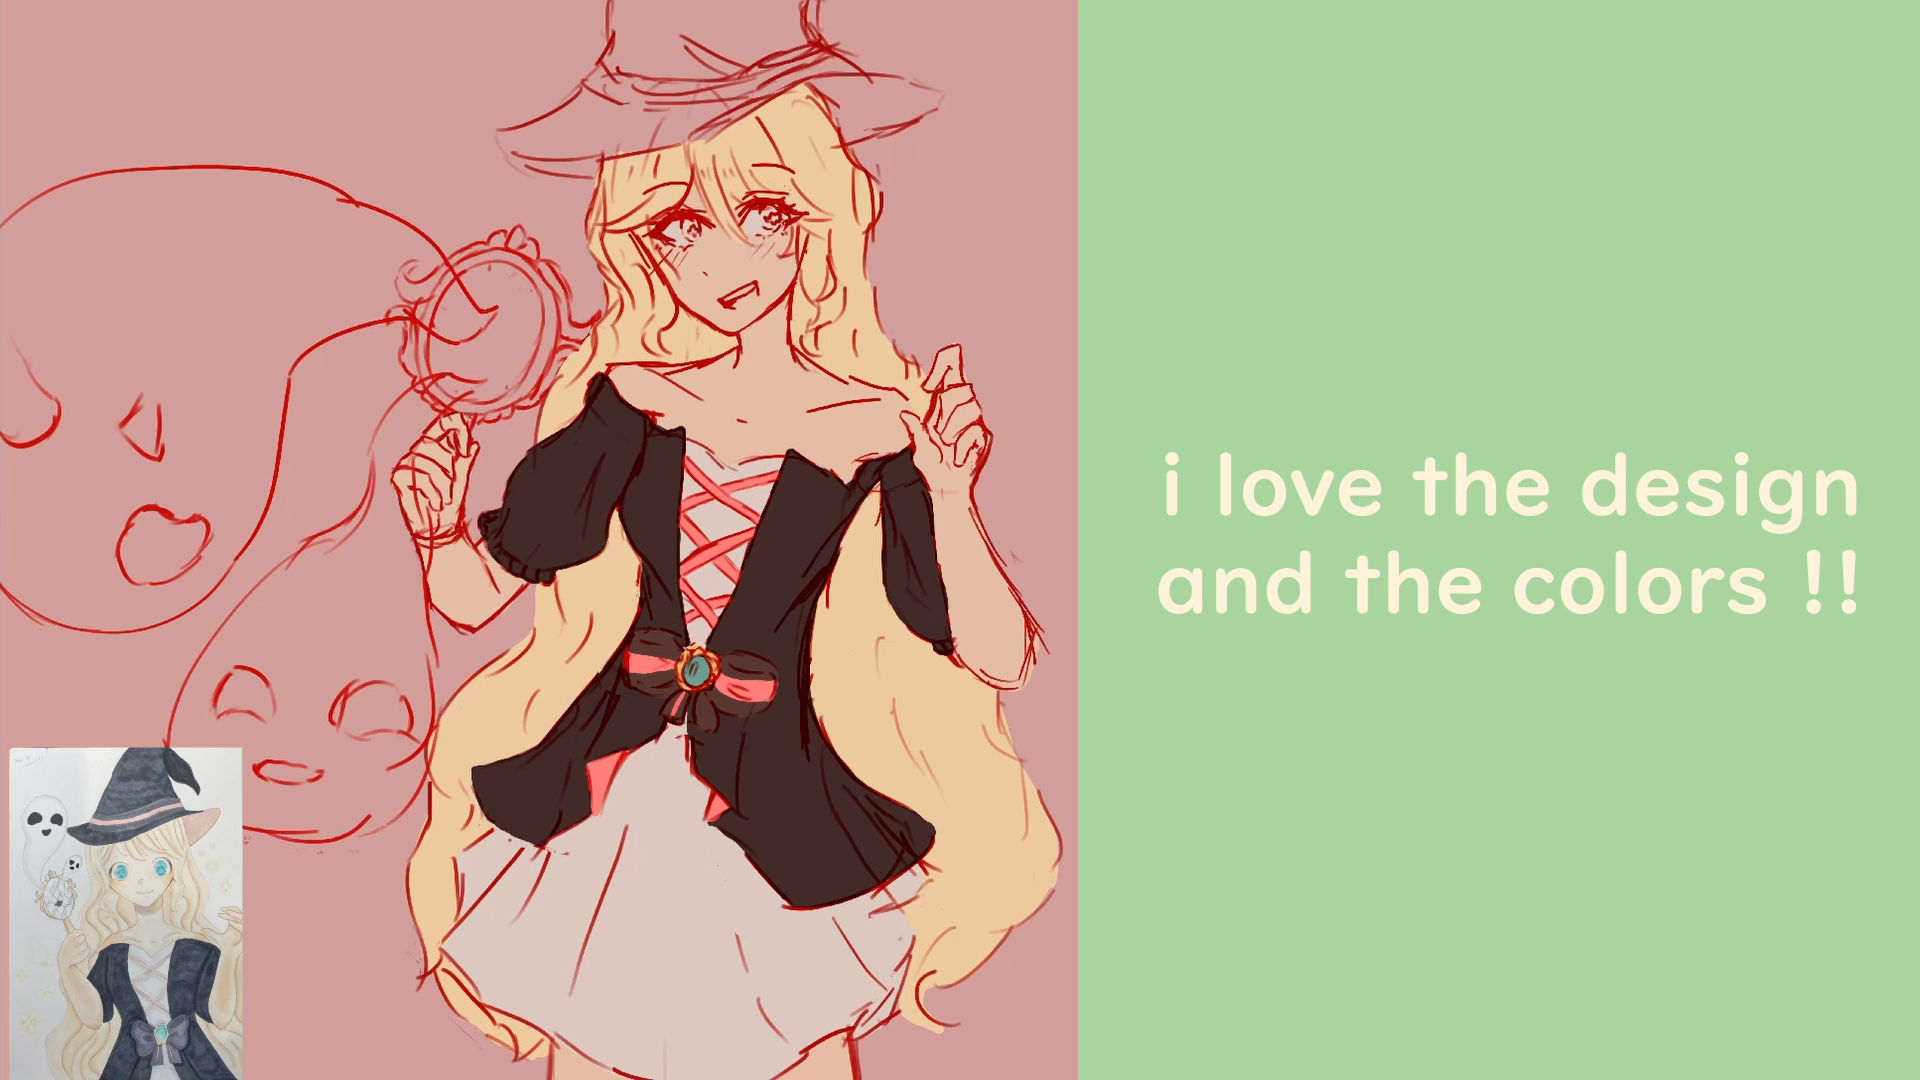 i love the design
and the colors !!